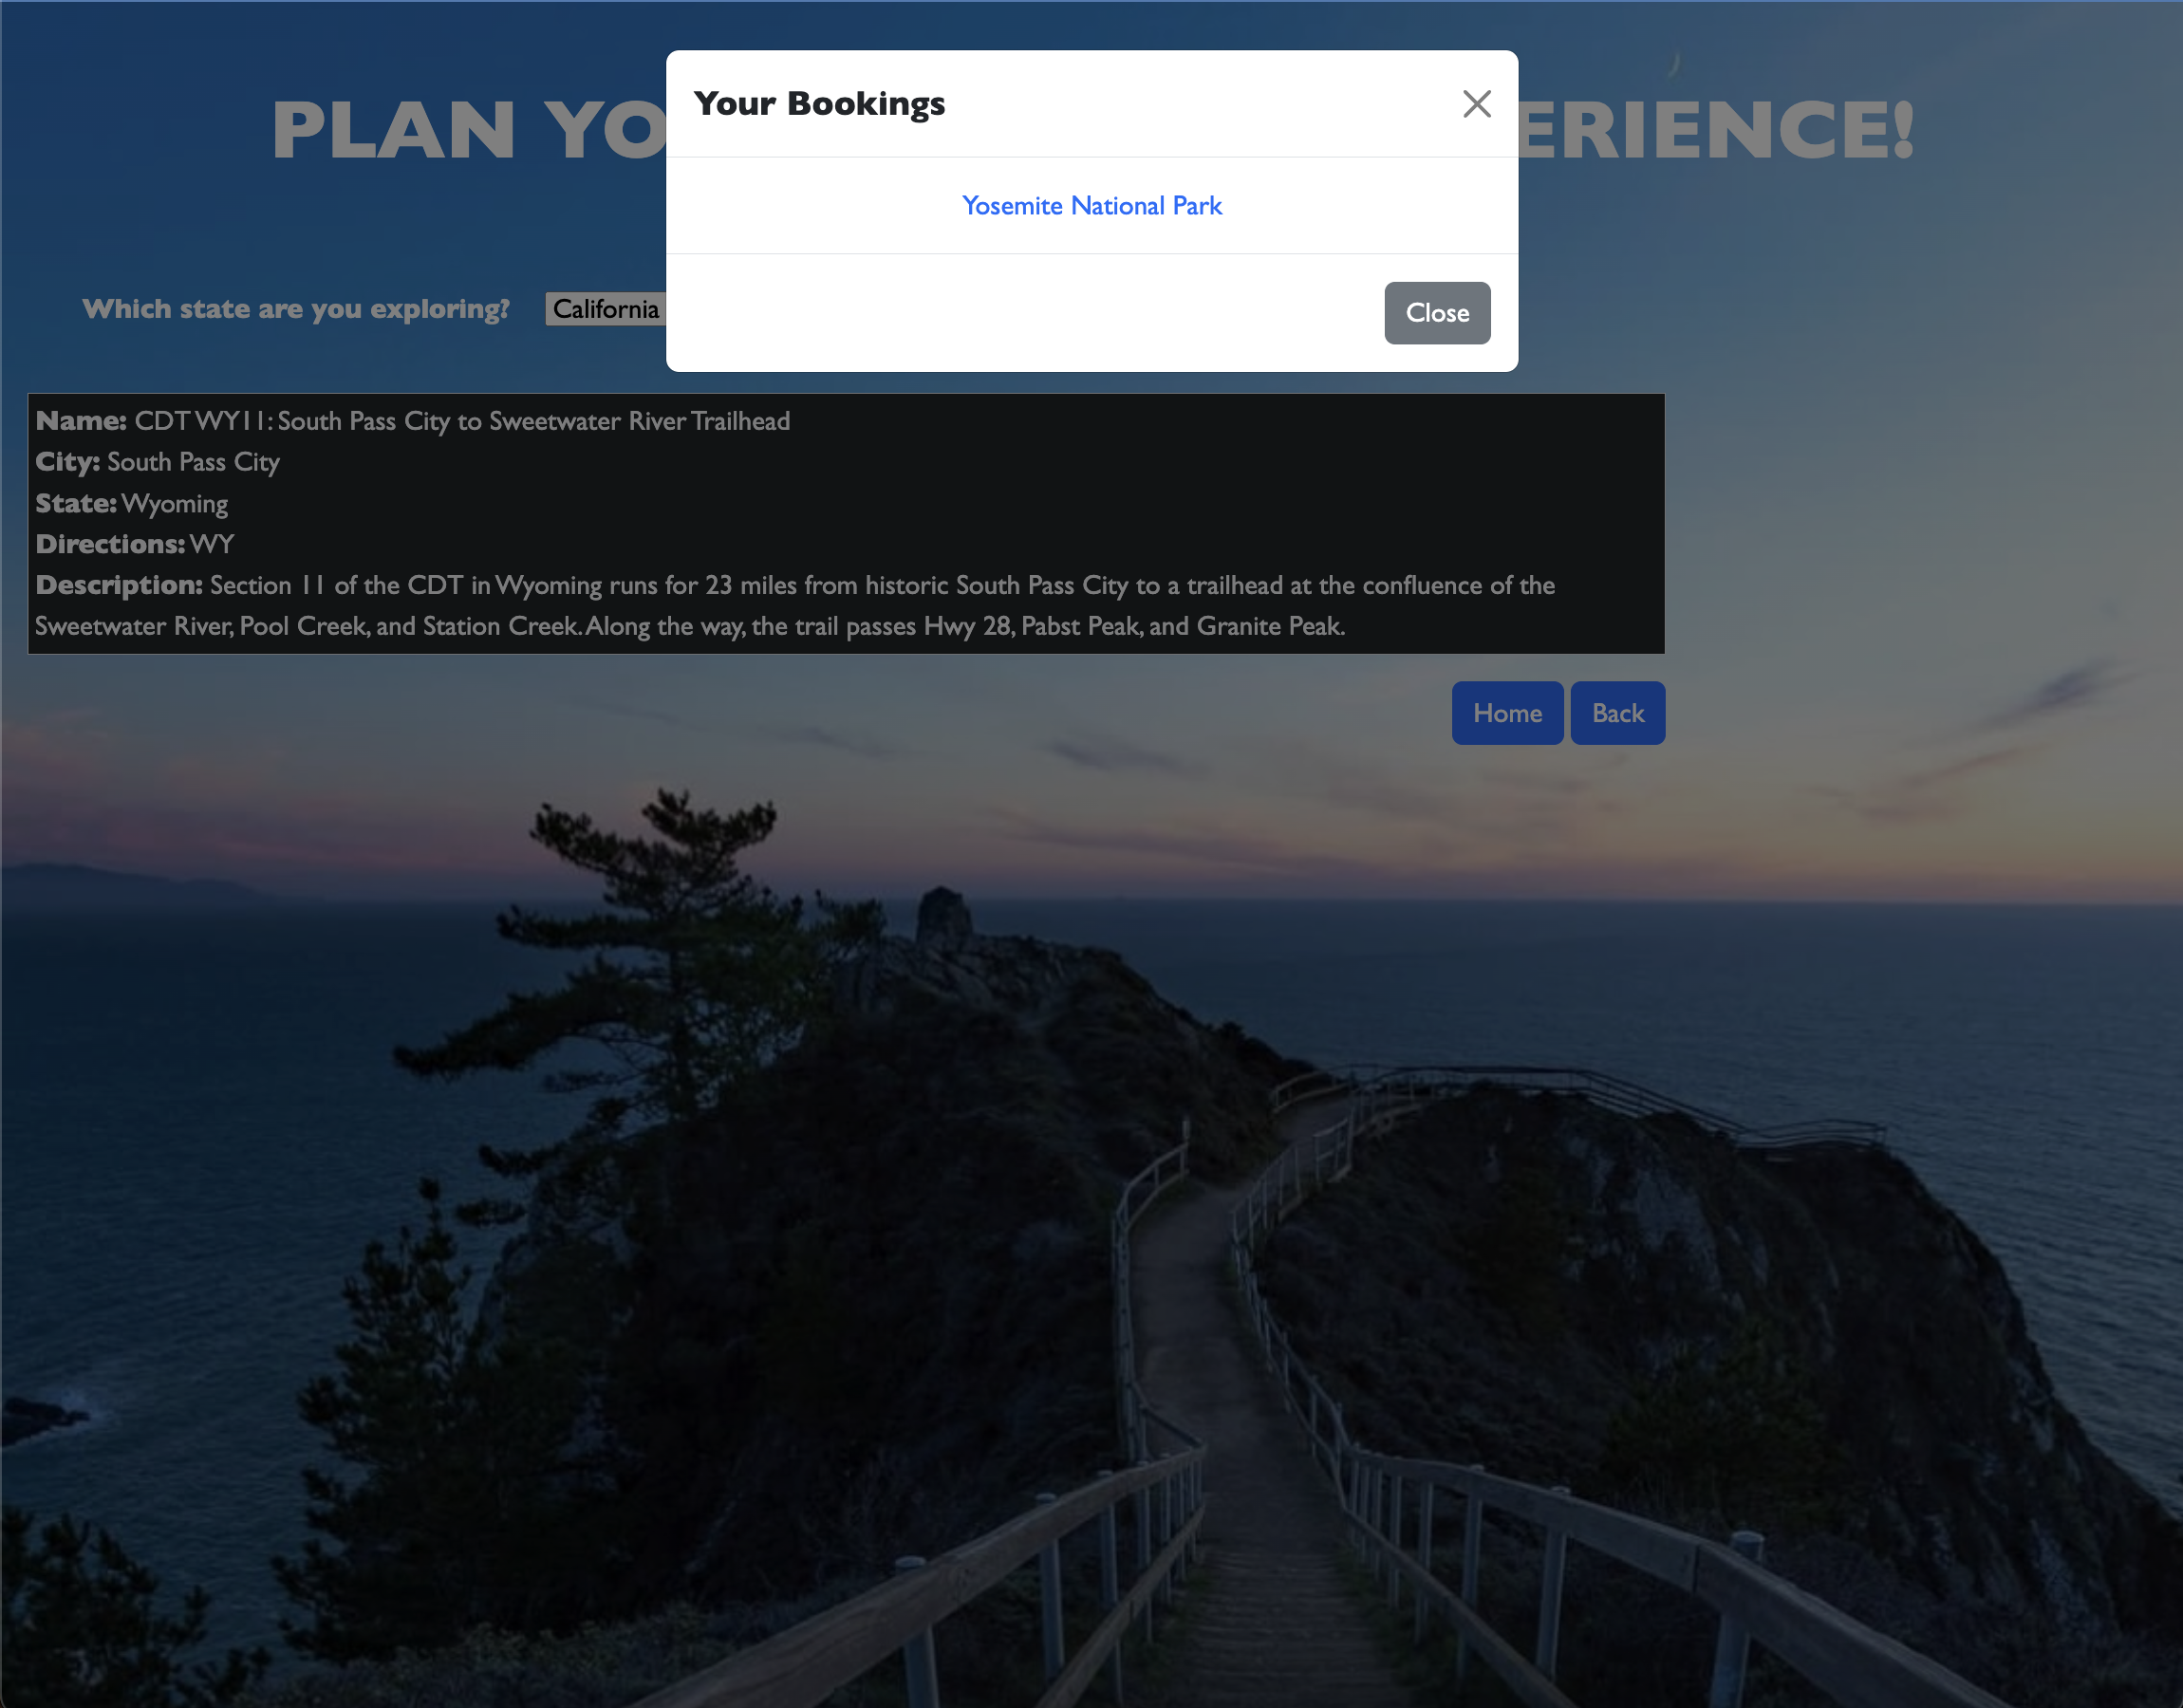 Your Bookings
PLAN YO ERIENCE!
Yosemite National Park
Which state are you exploring? California
Close
Name: CDT WY11: South Pass City to Sweetwater River Trailhead
City: South Pass City
State: Wyoming
Directions: WY
Description: Section 11 of the CDT in Wyoming runs for 23 miles from historic South Pass City to a trailhead at the confluence of the
Sweetwater River, Pool Creek, and Station Creek. Along the way, the trail passes Hwy 28, Pabst Peak, and Granite Peak.
Home Back